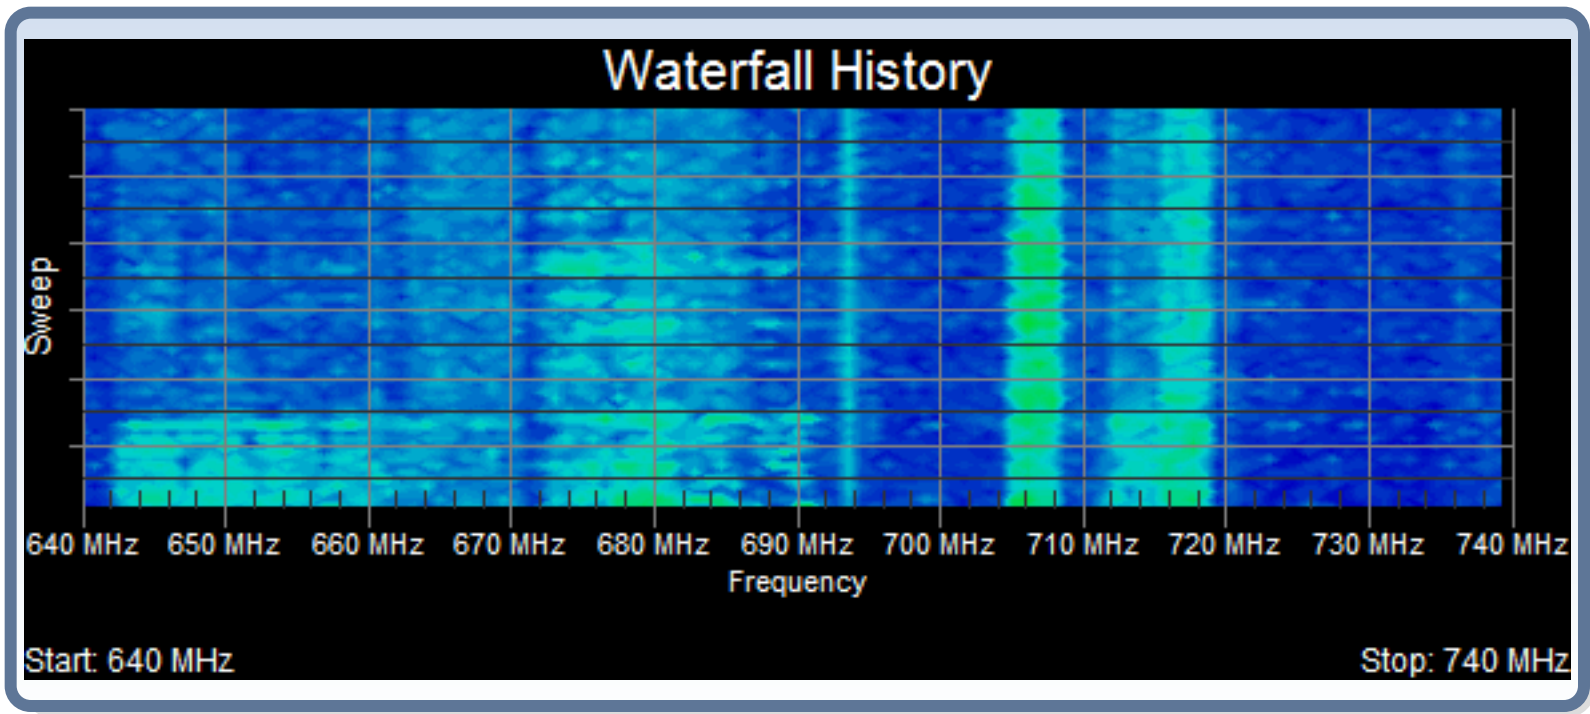 Waterfall History
Sweep
640 MHz 650 MHz 660 MHz 670 MHz 680 MHz 690 MHz 700 MHz 710 MHz 720 MHz 730 MHz 740 MHz
Frequency
Start: 640 MHz Stop: 740 MHz